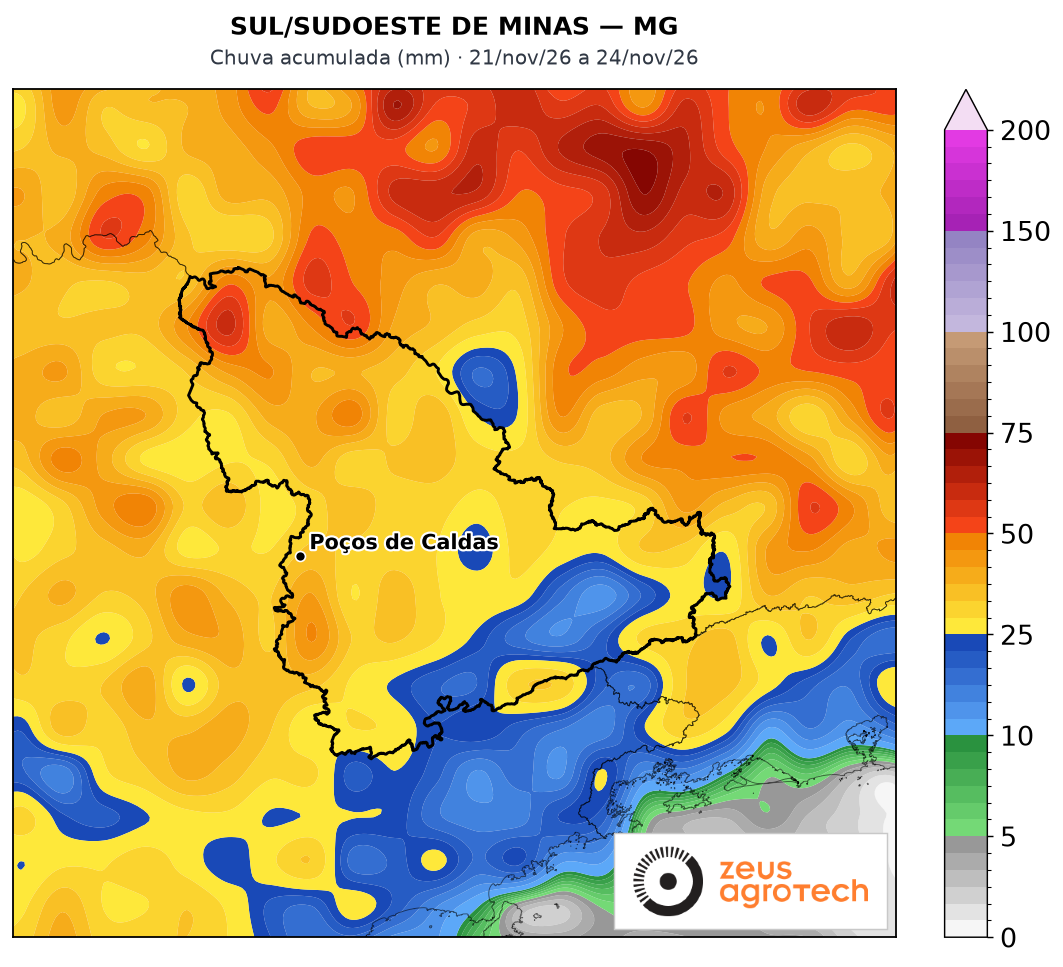 SUL/SUDOESTE DE MINAS — MG
Chuva acumulada (mm) · 21/nov/26 a 24/nov/26
200
150
100
75
50
25
10
5
0
Poços de Caldas
zeus
agrotech